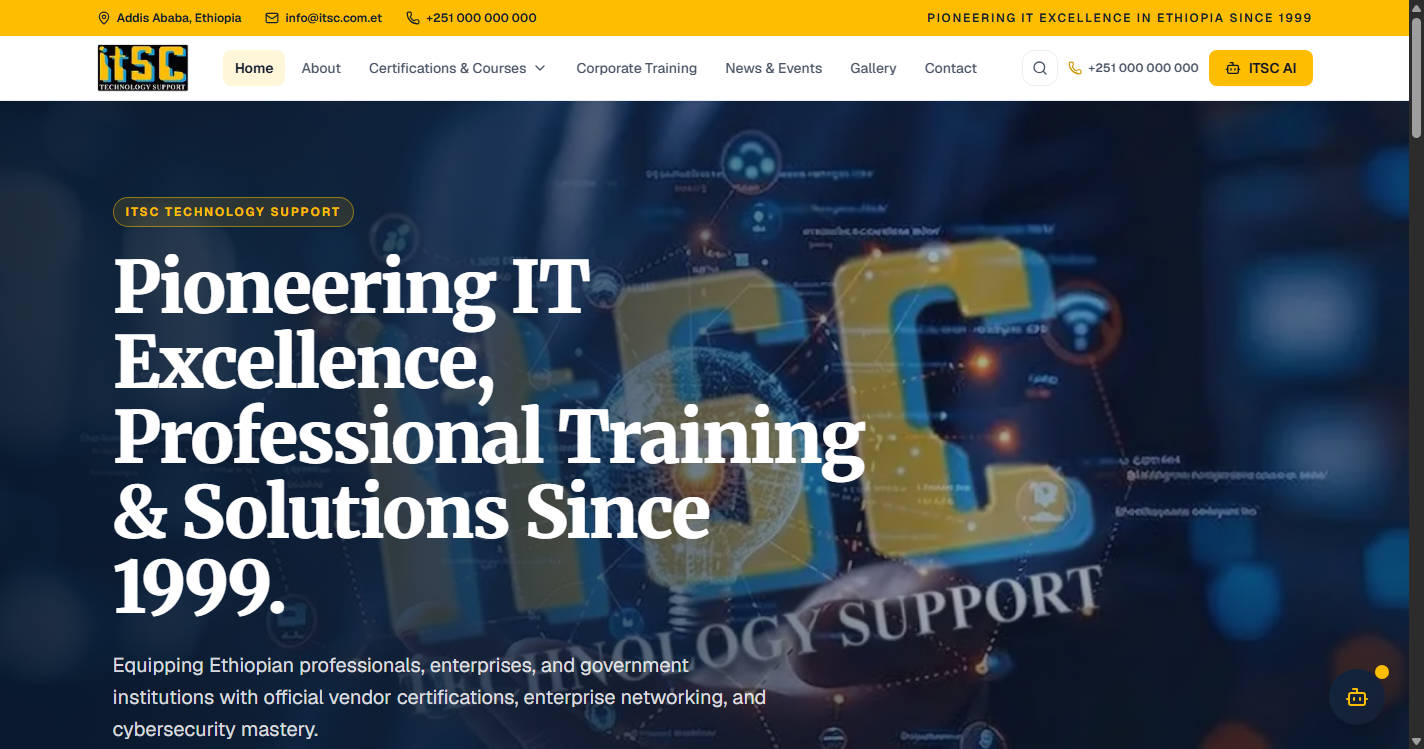 Addis Ababa, Ethiopia
info@itsc.com.et
+251 000 000 000
PIONEERING IT EXCELLENCE IN ETHIOPIA SINCE 1999
itSC
TECHNOLOGY SUPPORT
Home
About
Certifications & Courses
Corporate Training
News & Events
Gallery
Contact
+251 000 000 000
ITSC AI
ITSC TECHNOLOGY SUPPORT
Pioneering IT
Excellence,
Professional Training
& Solutions Since
1999.
Equipping Ethiopian professionals, enterprises, and government
institutions with official vendor certifications, enterprise networking, and
cybersecurity mastery.
itSC
TECHNOLOGY SUPPORT